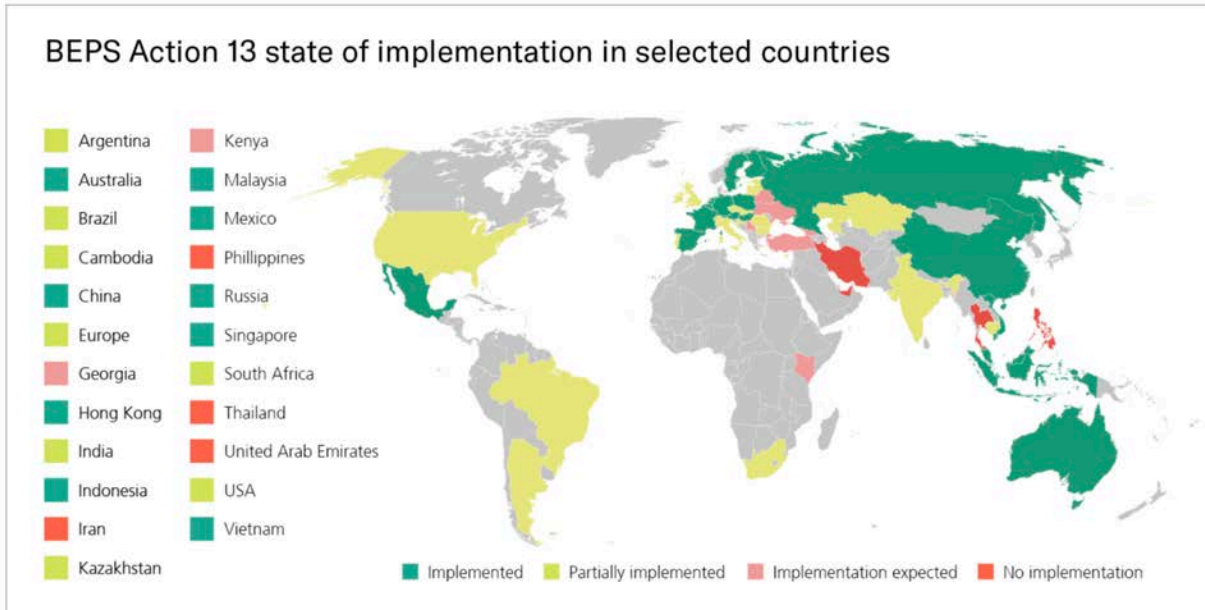 BEPS Action 13 state of implementation in selected countries
Argentina
Australia
Brazil
Cambodia
China
Europe
Georgia
Hong Kong
India
Indonesia
Iran
Kazakhstan
Kenya
Malaysia
Mexico
Phillippines
Russia
Singapore
South Africa
Thailand
United Arab Emirates
USA
Vietnam
Implemented
Partially implemented
Implementation expected
No implementation